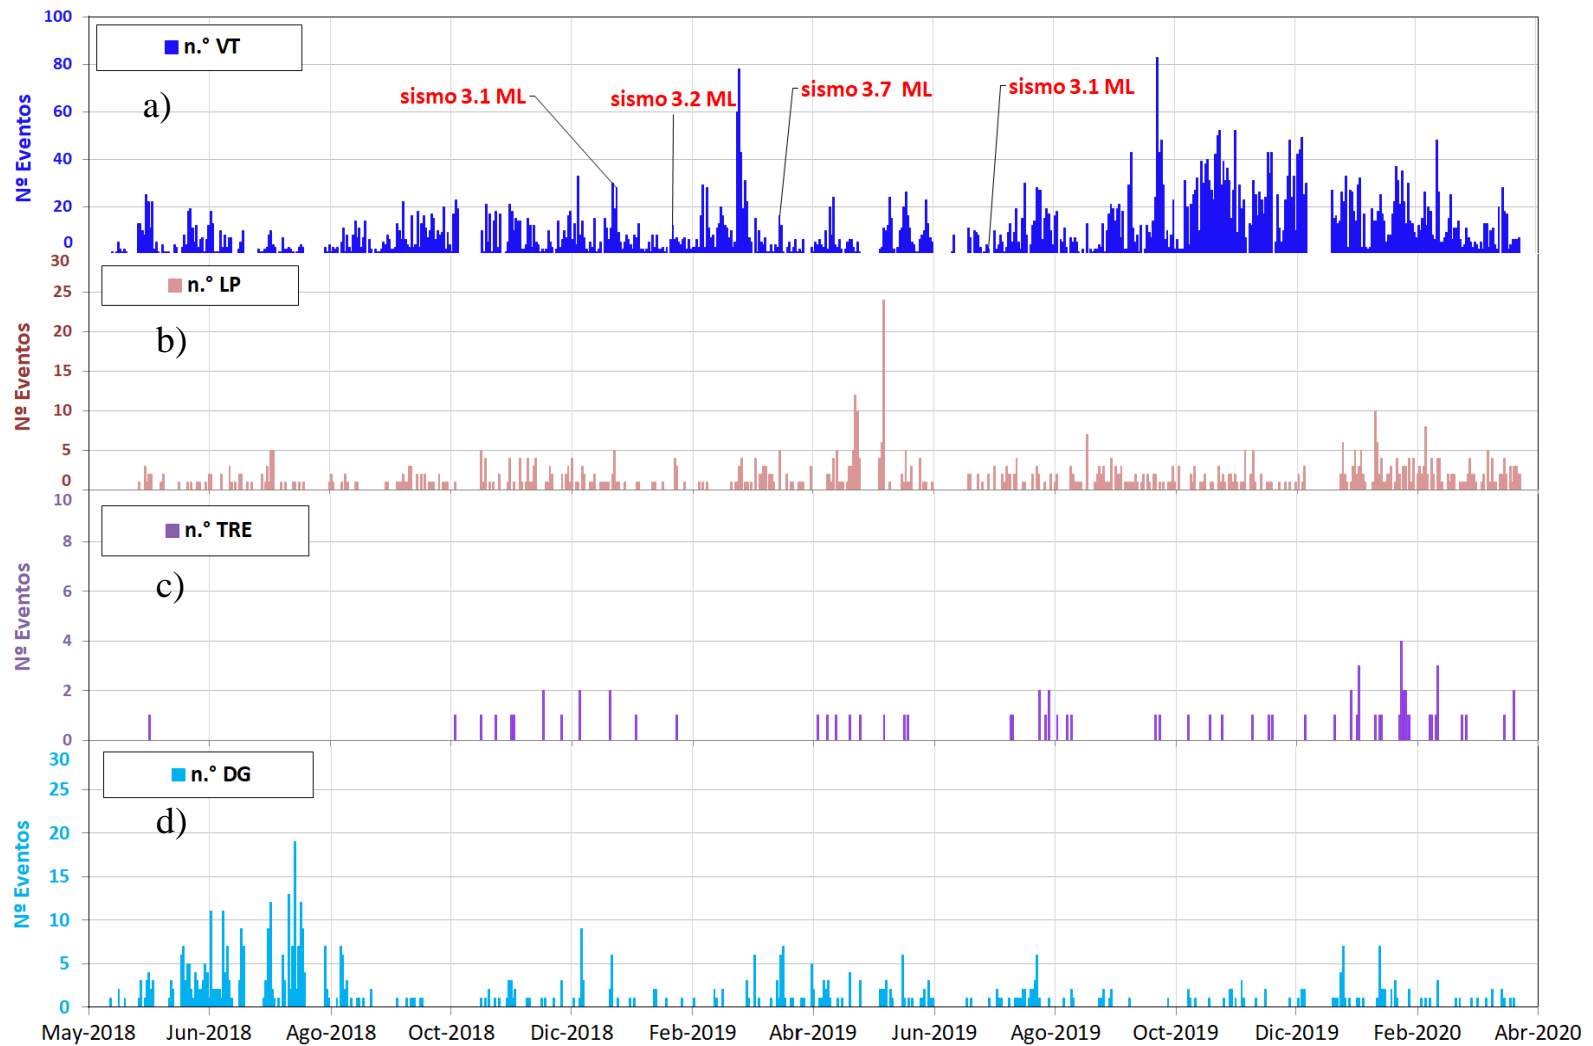 100
80
60
40
20
0
Nº Eventos
n.° VT
a)
sismo 3.1 ML
sismo 3.2 ML
sismo 3.7 ML
sismo 3.1 ML
30
25
20
15
10
5
0
Nº Eventos
n.° LP
b)
10
8
6
4
2
0
Nº Eventos
n.° TRE
c)
30
25
20
15
10
5
0
Nº Eventos
n.° DG
d)
May-2018 Jun-2018 Ago-2018 Oct-2018 Dic-2018 Feb-2019 Abr-2019 Jun-2019 Ago-2019 Oct-2019 Dic-2019 Feb-2020 Abr-2020